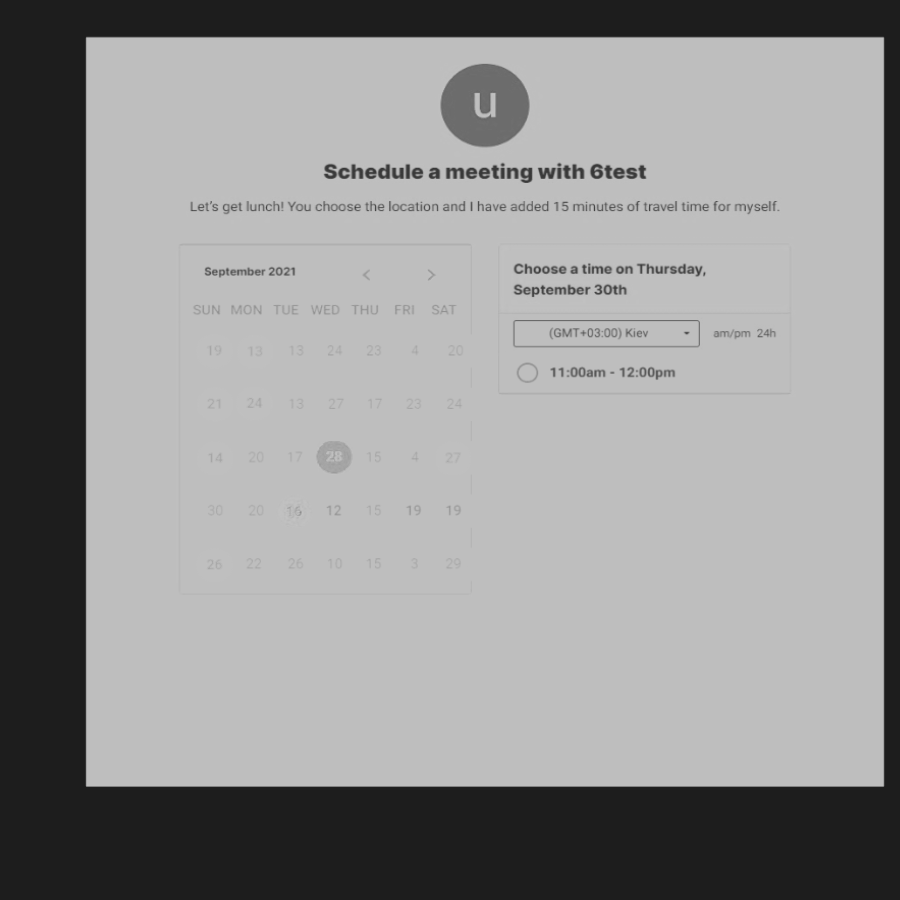 u
Schedule a meeting with 6test
Let's get lunch! You choose the location and I have added 15 minutes of travel time for myself.
September 2021
SUN MON TUE WED THU FRI SAT
19 13 13 24 23 4 20
21 24 13 27 17 23 24
14 20 17 28 15 4 27
30 20 16 12 15 19 19
26 22 26 10 15 3 29
Choose a time on Thursday,
September 30th
(GMT+03:00) Kiev am/pm 24h
11:00am - 12:00pm